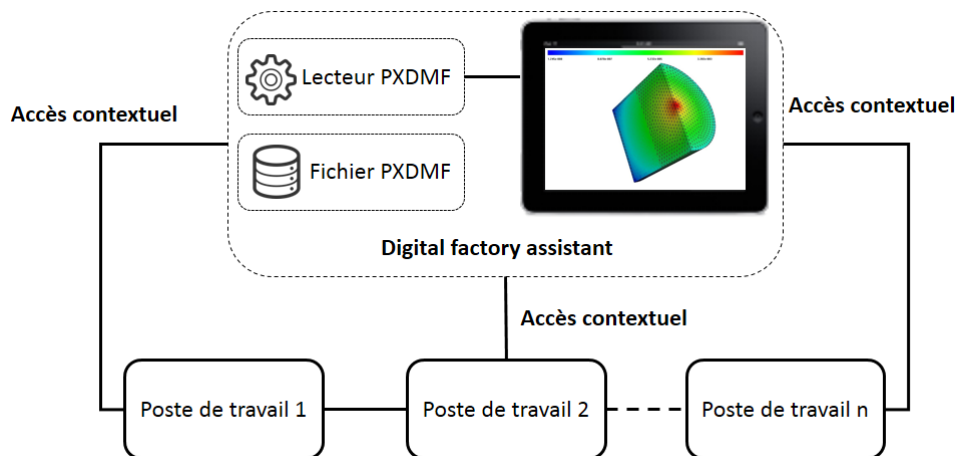 Lecteur PXDMF
Accès contextuel
Accès contextuel
Fichier PXDMF
Digital factory assistant
Accès contextuel
Poste de travail 1
Poste de travail 2
Poste de travail n